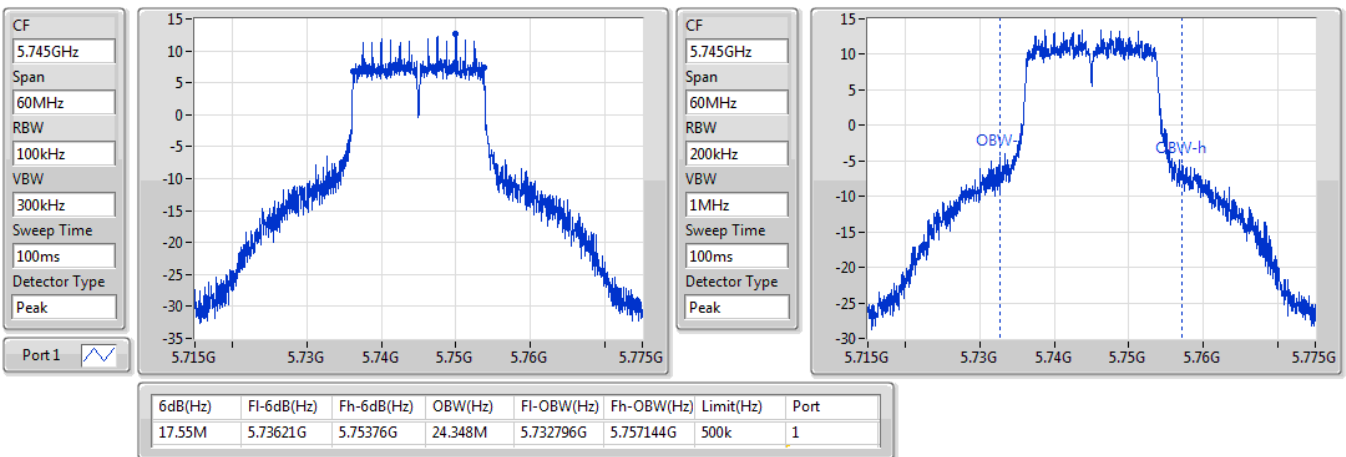 CF
5.745GHz
Span
60MHz
RBW
100kHz
VBW
300kHz
Sweep Time
100ms
Detector Type
Peak
Port 1
15
10
5
0
-5
-10
-15
-20
-25
-30
-35
5.715G 5.73G 5.74G 5.75G 5.76G 5.775G
CF
5.745GHz
Span
60MHz
RBW
200kHz
VBW
1MHz
Sweep Time
100ms
Detector Type
Peak
15
10
5
0
-5
-10
-15
-20
-25
-30
OBW-
OBW-h
5.715G 5.73G 5.74G 5.75G 5.76G 5.775G
6dB(Hz) Fl-6dB(Hz) Fh-6dB(Hz) OBW(Hz) Fl-OBW(Hz) Fh-OBW(Hz) Limit(Hz) Port
17.55M 5.73621G 5.75376G 24.348M 5.732796G 5.757144G 500k 1